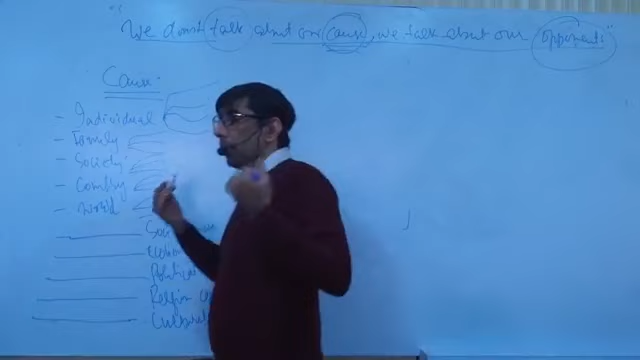 "We don't talk about our cause, we talk about our opponents"
Cause:
- Individual
- Family
- Society
- Country
- World
Political
Religion
Cultural